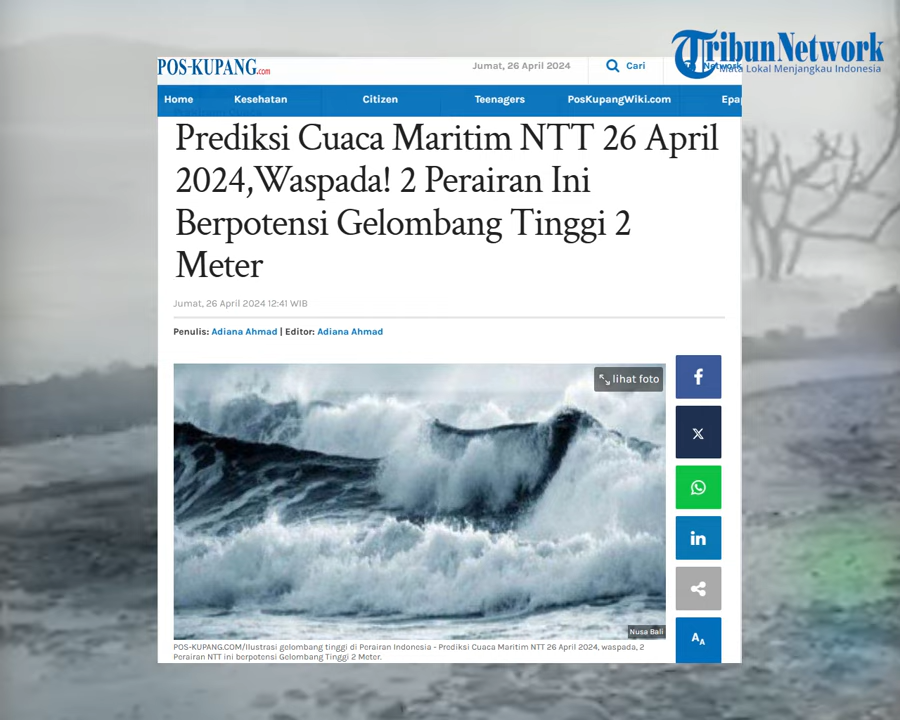 TribunNetwork
Mata Lokal Menjangkau Indonesia
POS-KUPANG.com
Jumat, 26 April 2024
Cari
Network
Home
Kesehatan
Citizen
Teenagers
PosKupangWiki.com
Epa
Prediksi Cuaca Maritim NTT 26 April
2024,Waspada! 2 Perairan Ini
Berpotensi Gelombang Tinggi 2
Meter
Jumat, 26 April 2024 12:41 WIB
Penulis: Adiana Ahmad | Editor: Adiana Ahmad
lihat foto
Nusa Bali
AA
POS-KUPANG.COM/Ilustrasi gelombang tinggi di Perairan Indonesia - Prediksi Cuaca Maritim NTT 26 April 2024, waspada, 2
Perairan NTT ini berpotensi Gelombang Tinggi 2 Meter.